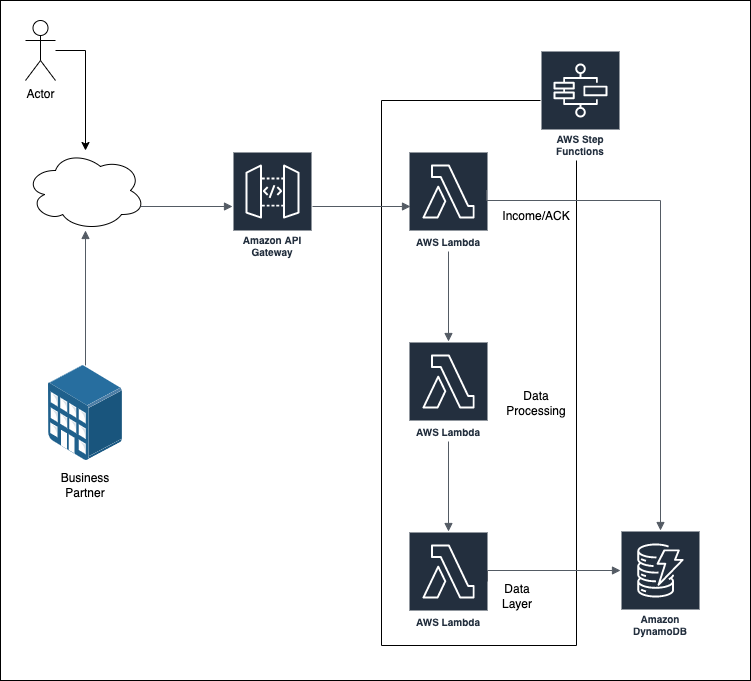 Actor
AWS Step
Functions
Income/ACK
Amazon API
Gateway
AWS Lambda
Data
Processing
AWS Lambda
Business
Partner
Data
Layer
AWS Lambda
Amazon
DynamoDB